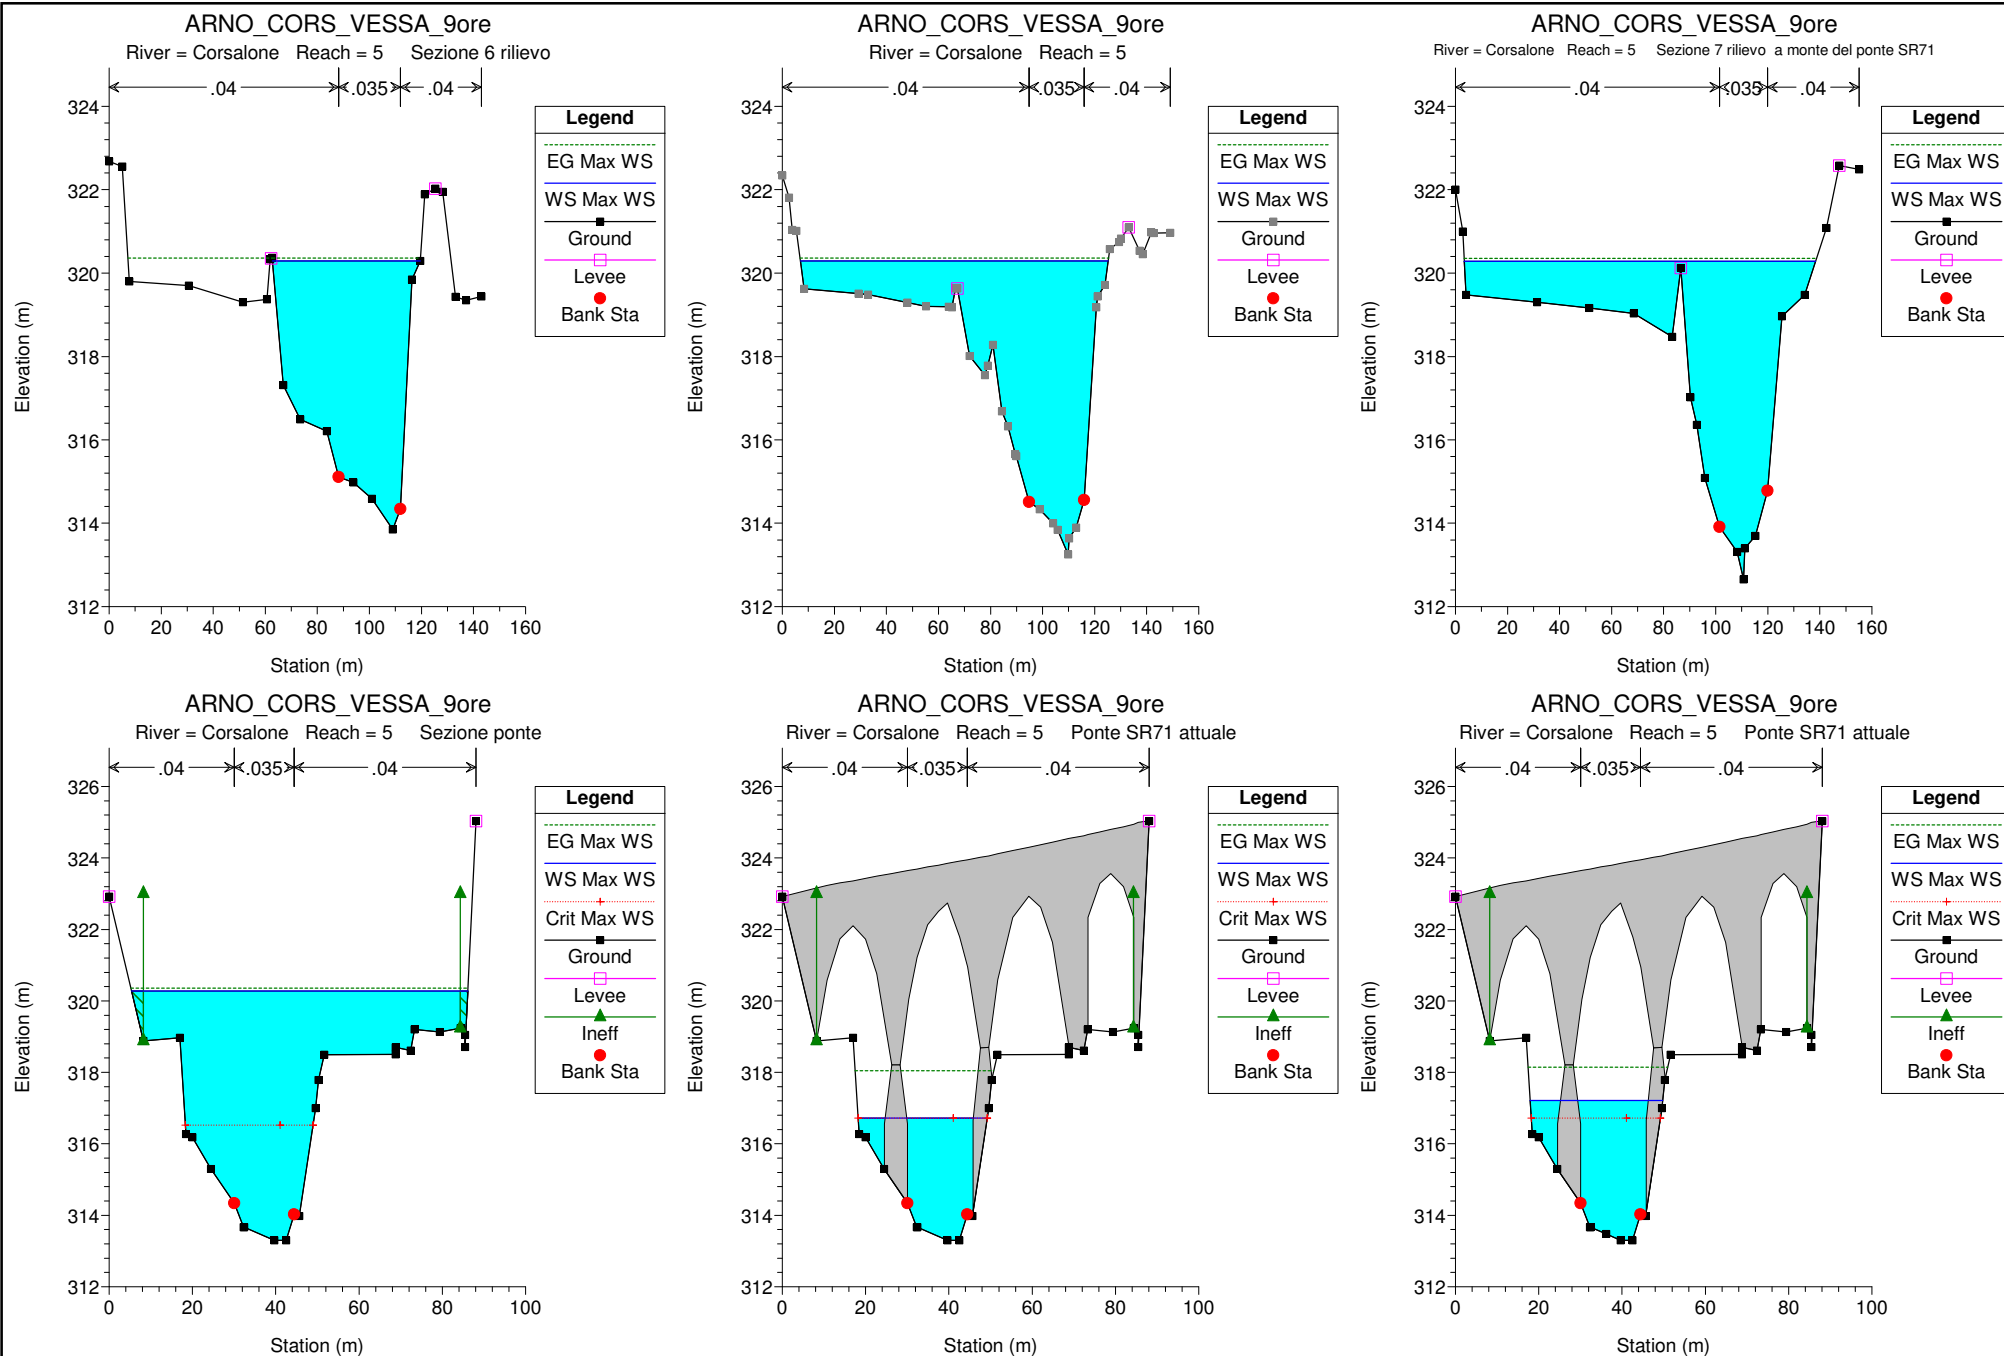 ARNO_CORS_VESSA_9ore
River = Corsalone Reach = 5 Sezione 6 rilievo
.04 .035 .04
324
322
320
318
316
314
312
0 20 40 60 80 100 120 140 160
Station (m)
Elevation (m)
Legend
EG Max WS
WS Max WS
Ground
Levee
Bank Sta
ARNO_CORS_VESSA_9ore
River = Corsalone Reach = 5
.04 .035 .04
324
322
320
318
316
314
312
0 20 40 60 80 100 120 140 160
Station (m)
Elevation (m)
Legend
EG Max WS
WS Max WS
Ground
Levee
Bank Sta
ARNO_CORS_VESSA_9ore
River = Corsalone Reach = 5 Sezione 7 rilievo a monte del ponte SR71
.04 .035 .04
324
322
320
318
316
314
312
0 20 40 60 80 100 120 140 160
Station (m)
Elevation (m)
Legend
EG Max WS
WS Max WS
Ground
Levee
Bank Sta
ARNO_CORS_VESSA_9ore
River = Corsalone Reach = 5 Sezione ponte
.04 .035 .04
326
324
322
320
318
316
314
312
0 20 40 60 80 100
Station (m)
Elevation (m)
Legend
EG Max WS
WS Max WS
Crit Max WS
Ground
Levee
Ineff
Bank Sta
ARNO_CORS_VESSA_9ore
River = Corsalone Reach = 5 Ponte SR71 attuale
.04 .035 .04
326
324
322
320
318
316
314
312
0 20 40 60 80 100
Station (m)
Elevation (m)
Legend
EG Max WS
WS Max WS
Crit Max WS
Ground
Levee
Ineff
Bank Sta
ARNO_CORS_VESSA_9ore
River = Corsalone Reach = 5 Ponte SR71 attuale
.04 .035 .04
326
324
322
320
318
316
314
312
0 20 40 60 80 100
Station (m)
Elevation (m)
Legend
EG Max WS
WS Max WS
Crit Max WS
Ground
Levee
Ineff
Bank Sta